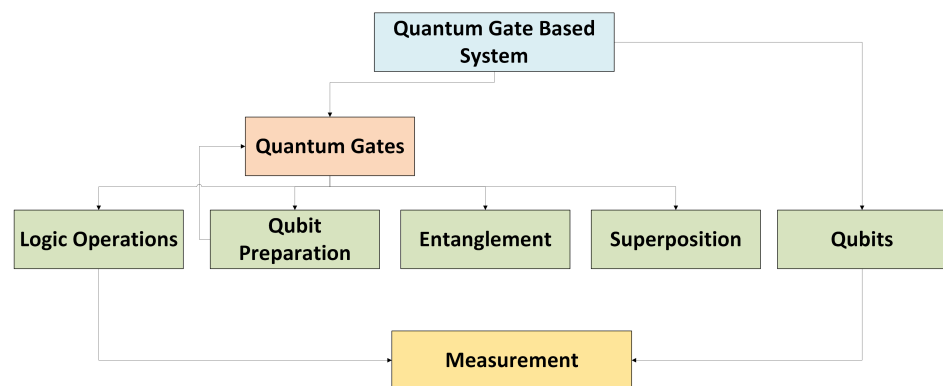 Quantum Gate Based
System
Quantum Gates
Logic Operations
Qubit
Preparation
Entanglement
Superposition
Qubits
Measurement